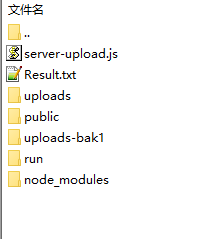 文件名
..
server-upload.js
Result.txt
uploads
public
uploads-bak1
run
node_modules